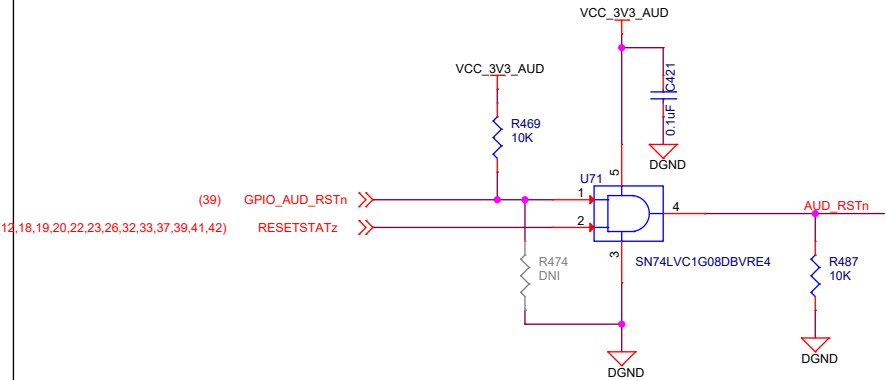 VCC_3V3_AUD
VCC_3V3_AUD
C421
0.1uF
R469
10K
DGND
U71
5
(39) GPIO_AUD_RSTn
1
4
AUD_RSTn
12,18,19,20,22,23,26,32,33,37,39,41,42) RESETSTATz
2
3
SN74LVC1G08DBVRE4
R474
DNI
R487
10K
DGND
DGND